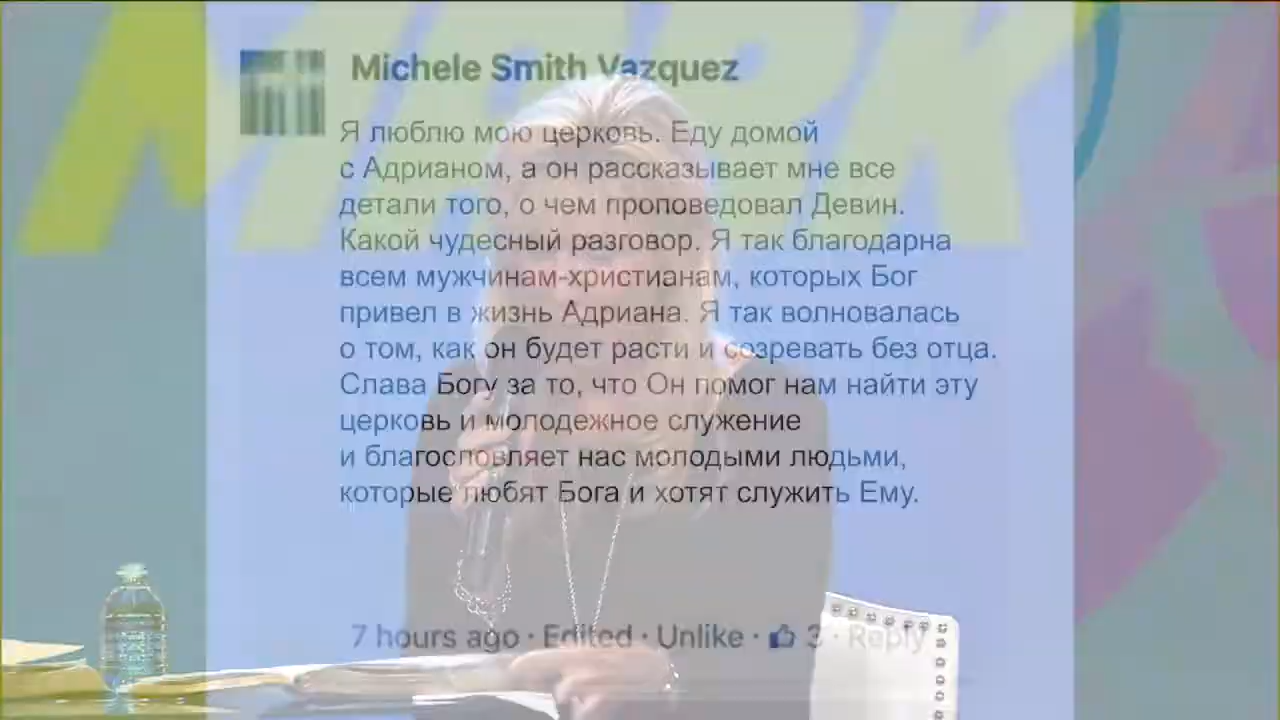 МАРК
Michele Smith Vazquez
Я люблю мою церковь. Еду домой
с Адрианом, а он рассказывает мне все
детали того, о чем проповедовал Девин.
Какой чудесный разговор. Я так благодарна
всем мужчинам-христианам, которых Бог
привел в жизнь Адриана. Я так волновалась
о том, как он будет расти и созревать без отца.
Слава Богу за то, что Он помог нам найти эту
церковь и молодежное служение
и благословляет нас молодыми людьми,
которые любят Бога и хотят служить Ему.
7 hours ago · Edited · Unlike · 3 · Reply